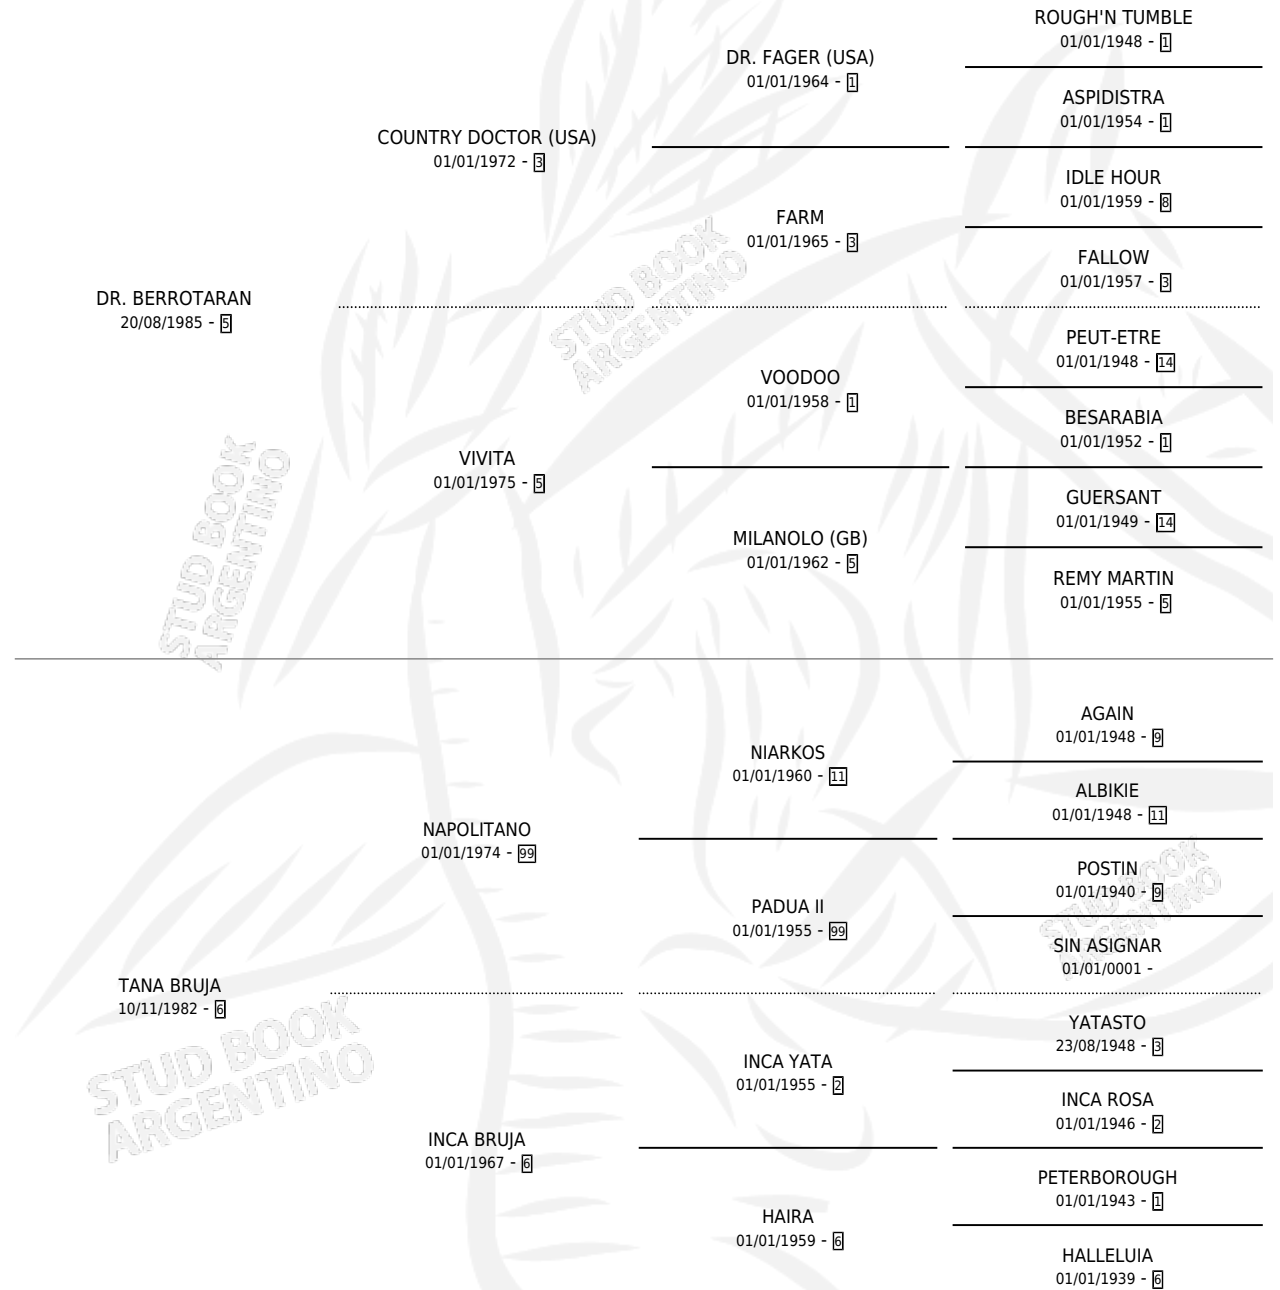 ROUGH'N TUMBLE
01/01/1948 - 1
DR. FAGER (USA)
01/01/1964 - 1
ASPIDISTRA
01/01/1954 - 1
COUNTRY DOCTOR (USA)
01/01/1972 - 3
IDLE HOUR
01/01/1959 - 8
FARM
01/01/1965 - 3
FALLOW
01/01/1957 - 3
DR. BERROTARAN
20/08/1985 - 5
PEUT-ETRE
01/01/1948 - 14
VOODOO
01/01/1958 - 1
BESARABIA
01/01/1952 - 1
VIVITA
01/01/1975 - 5
GUERSANT
01/01/1949 - 14
MILANOLO (GB)
01/01/1962 - 5
REMY MARTIN
01/01/1955 - 5
AGAIN
01/01/1948 - 9
NIARKOS
01/01/1960 - 11
ALBIKIE
01/01/1948 - 11
NAPOLITANO
01/01/1974 - 99
POSTIN
01/01/1940 - 9
PADUA II
01/01/1955 - 99
SIN ASIGNAR
01/01/0001 -
TANA BRUJA
10/11/1982 - 6
YATASTO
23/08/1948 - 3
INCA YATA
01/01/1955 - 2
INCA ROSA
01/01/1946 - 2
INCA BRUJA
01/01/1967 - 6
PETERBOROUGH
01/01/1943 - 1
HAIRA
01/01/1959 - 6
HALLELUIA
01/01/1939 - 6
STUD BOOK
ARGENTINO
STUD BOOK
ARGENTINO
STUD BOOK
ARGENTINO
STUD BOOK
ARGENTINO